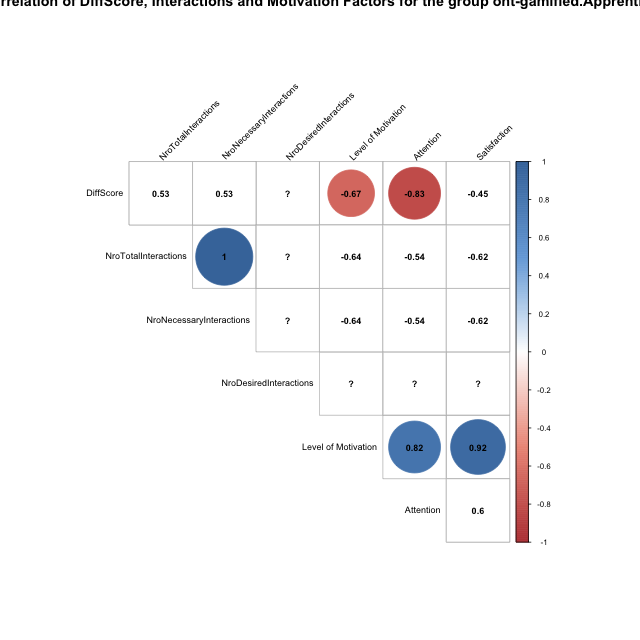 rrelation of DiffScore, Interactions and Motivation Factors for the group ont-gamified.Apprenti
NroTotalInteractions
NroNecessaryInteractions
NroDesiredInteractions
Level of Motivation
Attention
Satisfaction
DiffScore 0.53 0.53 ? -0.67 -0.83 -0.45
NroTotalInteractions 1 ? -0.64 -0.54 -0.62
NroNecessaryInteractions ? -0.64 -0.54 -0.62
NroDesiredInteractions ? ? ?
Level of Motivation 0.82 0.92
Attention 0.6
1
0.8
0.6
0.4
0.2
0
-0.2
-0.4
-0.6
-0.8
-1